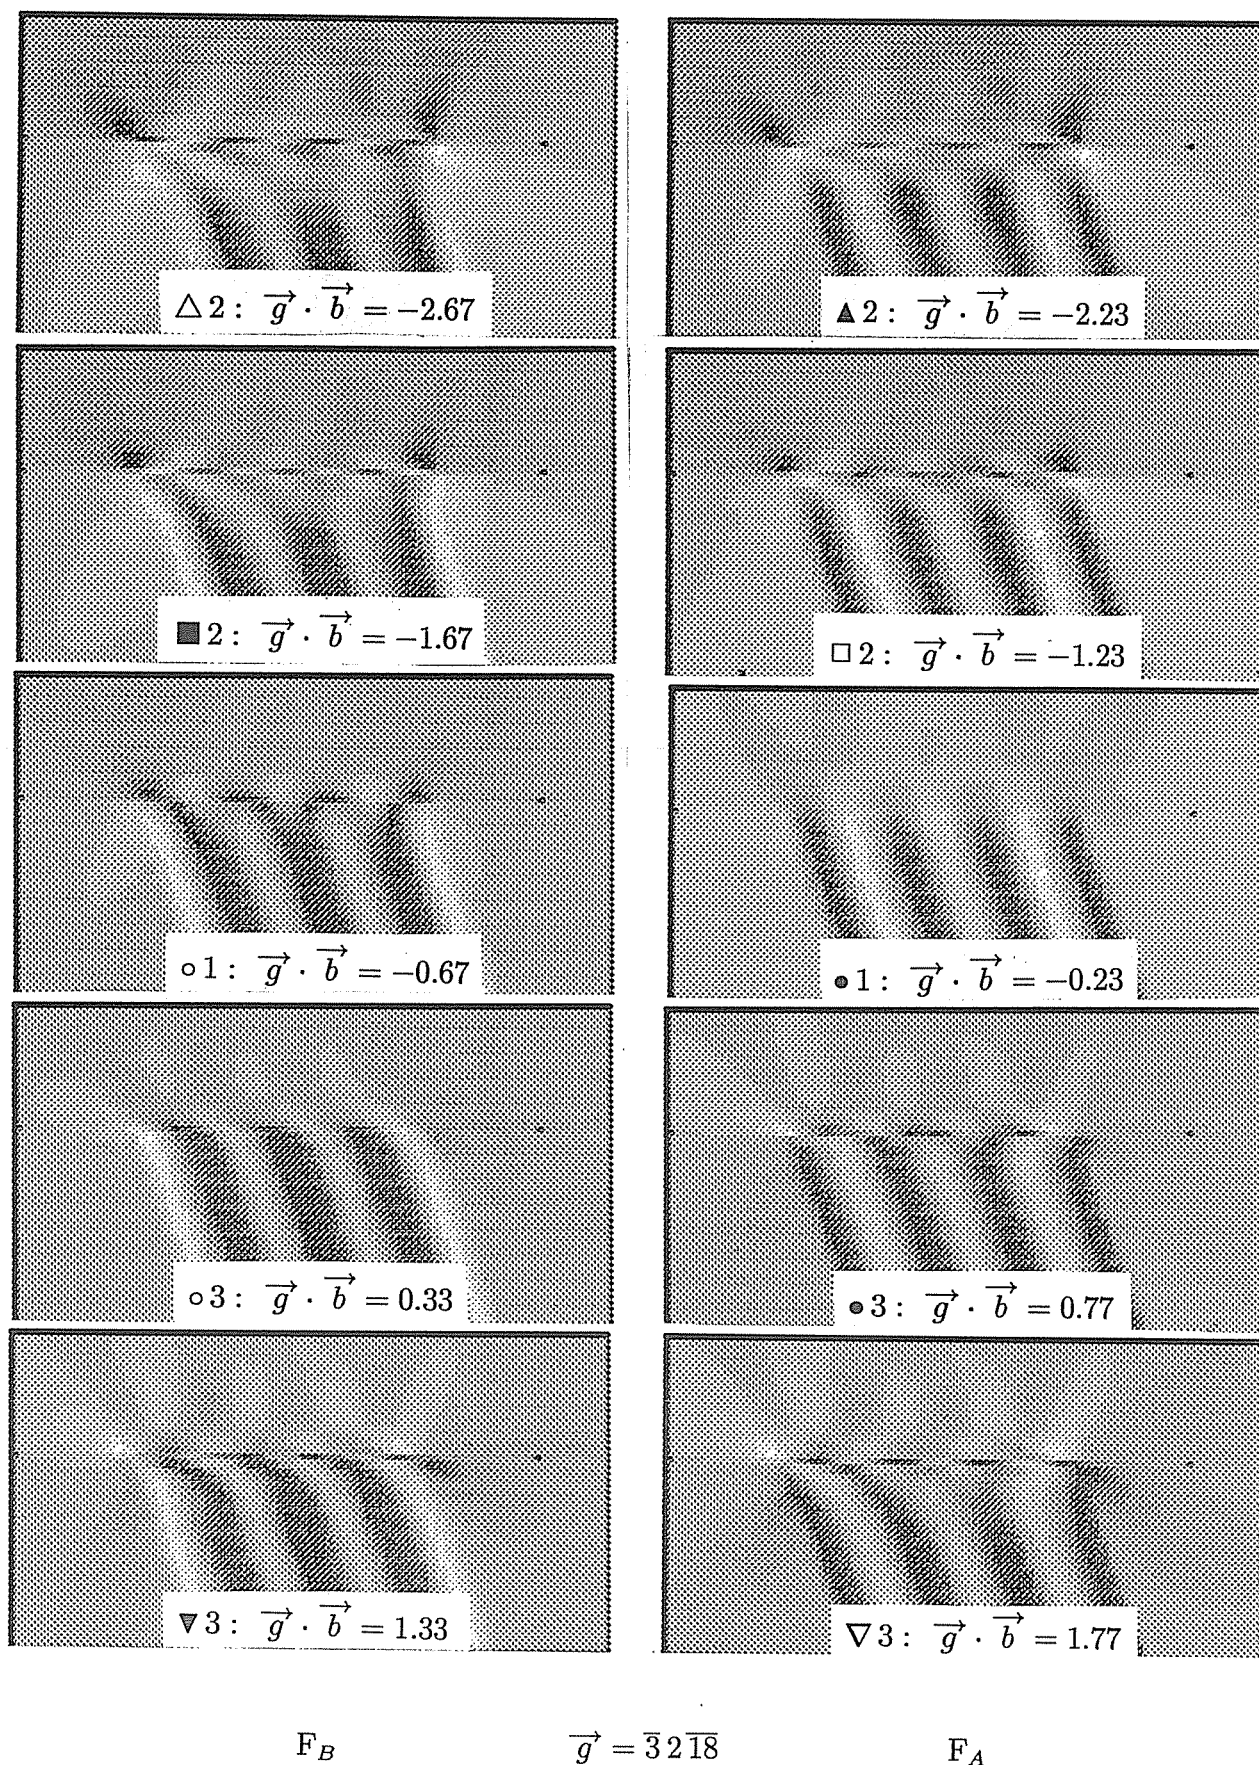 △ 2 : g⃗ · b⃗ = −2.67
▲ 2 : g⃗ · b⃗ = −2.23
■ 2 : g⃗ · b⃗ = −1.67
□ 2 : g⃗ · b⃗ = −1.23
○ 1 : g⃗ · b⃗ = −0.67
● 1 : g⃗ · b⃗ = −0.23
○ 3 : g⃗ · b⃗ = 0.33
● 3 : g⃗ · b⃗ = 0.77
▼ 3 : g⃗ · b⃗ = 1.33
▽ 3 : g⃗ · b⃗ = 1.77
F_B g⃗ = 3̅ 2 1̅8̅ F_A